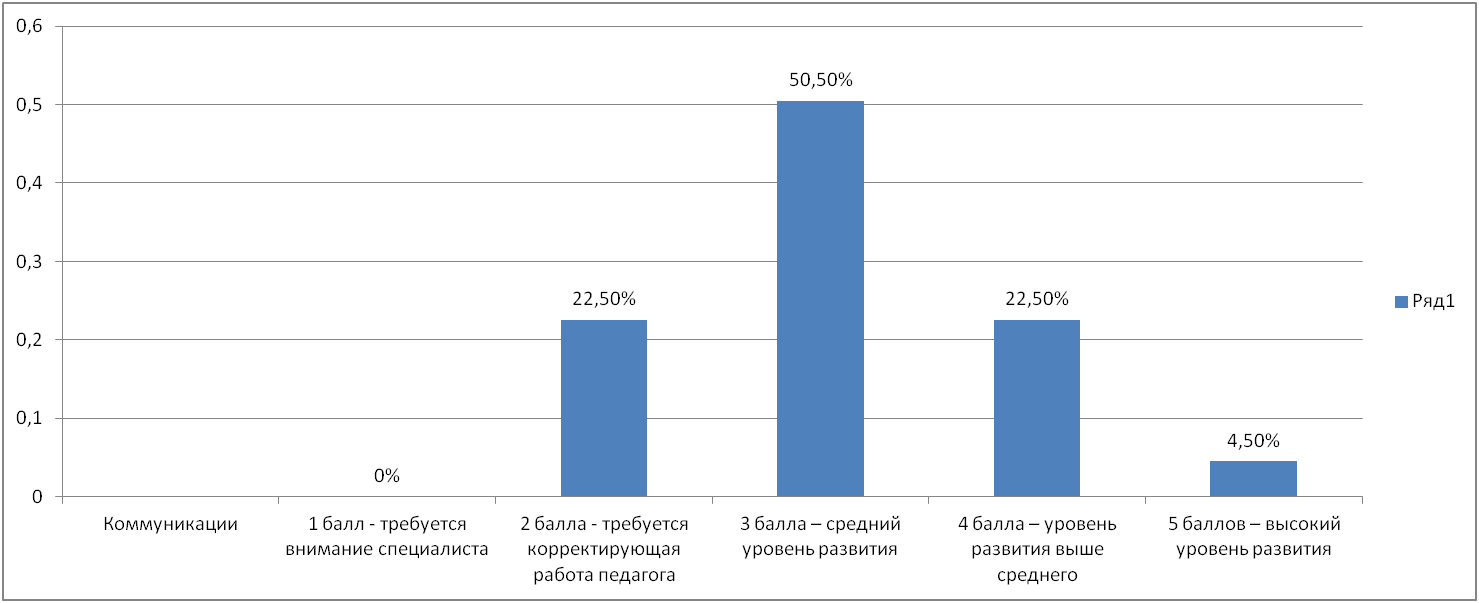 0,6
50,50%
0,5
0,4
0,3
22,50%
22,50%
Ряд1
0,2
0,1
4,50%
0%
0
Коммуникации
1 балл - требуется
внимание специалиста
2 балла - требуется
корректирующая
работа педагога
3 балла – средний
уровень развития
4 балла – уровень
развития выше
среднего
5 баллов – высокий
уровень развития